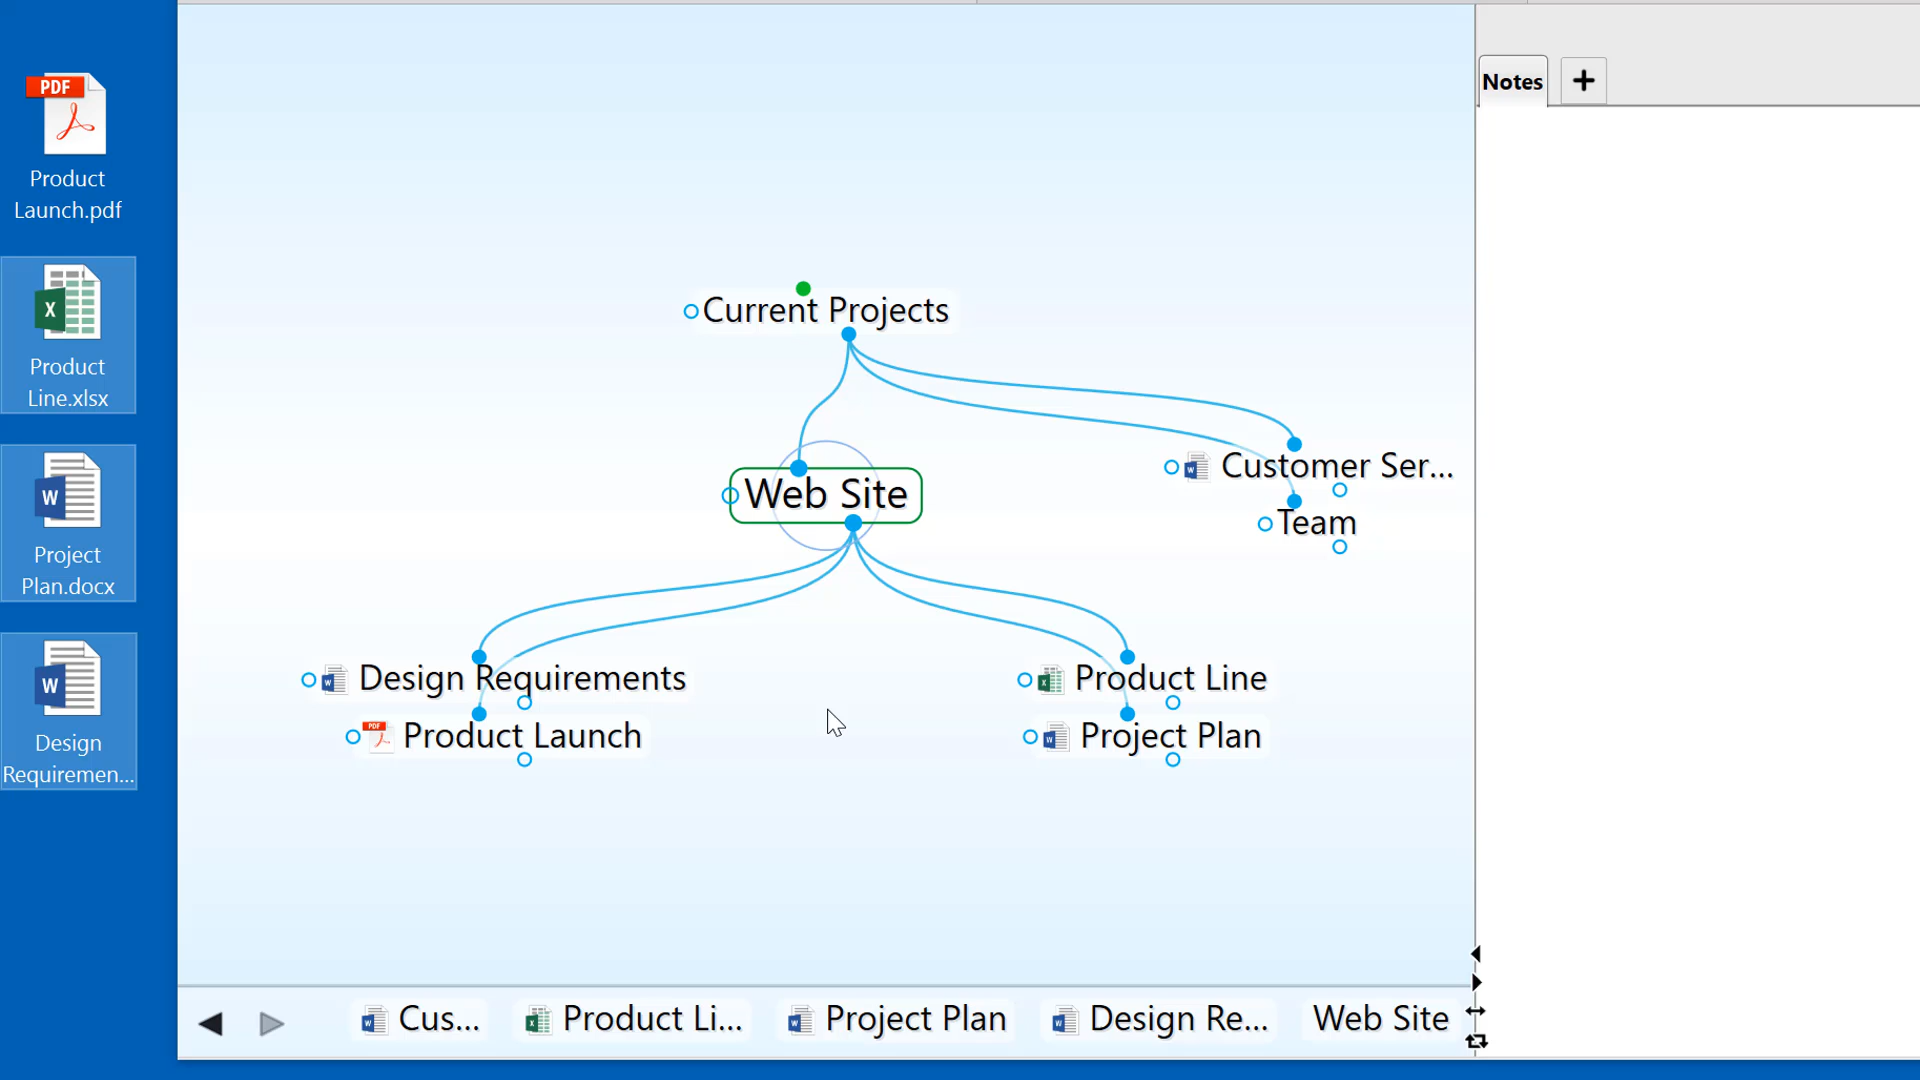 PDF
Product
Launch.pdf
X
Product
Line.xlsx
W
Project
Plan.docx
W
Design
Requiremen...
Current Projects
Web Site
W
Customer Ser...
Team
W
Design Requirements
PDF
Product Launch
X
Product Line
W
Project Plan
W
Cus...
X
Product Li...
W
Project Plan
W
Design Re...
Web Site
Notes
+